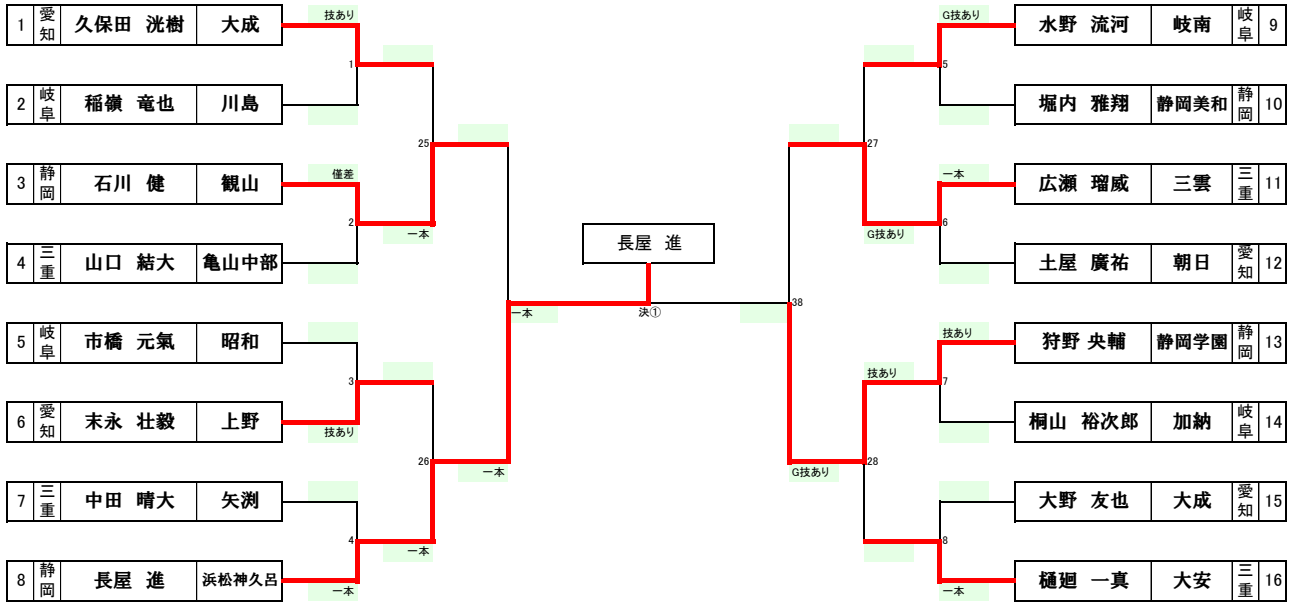 1 愛知 久保田 洸樹 大成
技あり
1
2 岐阜 稲嶺 竜也 川島
25
3 静岡 石川 健 観山
僅差
2
一本
4 三重 山口 結大 亀山中部
5 岐阜 市橋 元氣 昭和
3
6 愛知 末永 壮毅 上野
技あり
26
一本
7 三重 中田 晴大 矢渕
4
一本
8 静岡 長屋 進 浜松神久呂
一本
長屋 進
一本
決①
38
G技あり
水野 流河 岐南 岐阜 9
5
堀内 雅翔 静岡美和 静岡 10
27
一本
広瀬 瑠威 三雲 三重 11
6
G技あり
土屋 廣祐 朝日 愛知 12
技あり
狩野 央輔 静岡学園 静岡 13
技あり
7
桐山 裕次郎 加納 岐阜 14
28
G技あり
大野 友也 大成 愛知 15
8
樋廻 一真 大安 三重 16
一本